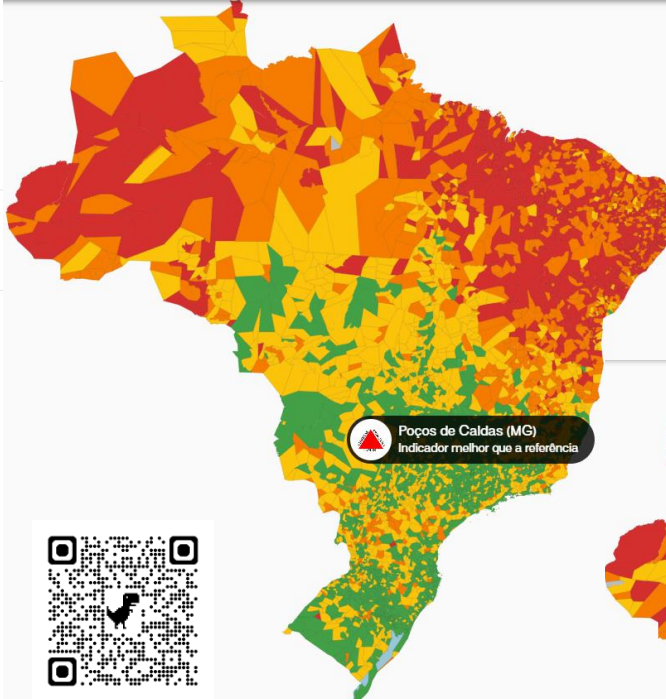 Poços de Caldas (MG)
Indicador melhor que a referência